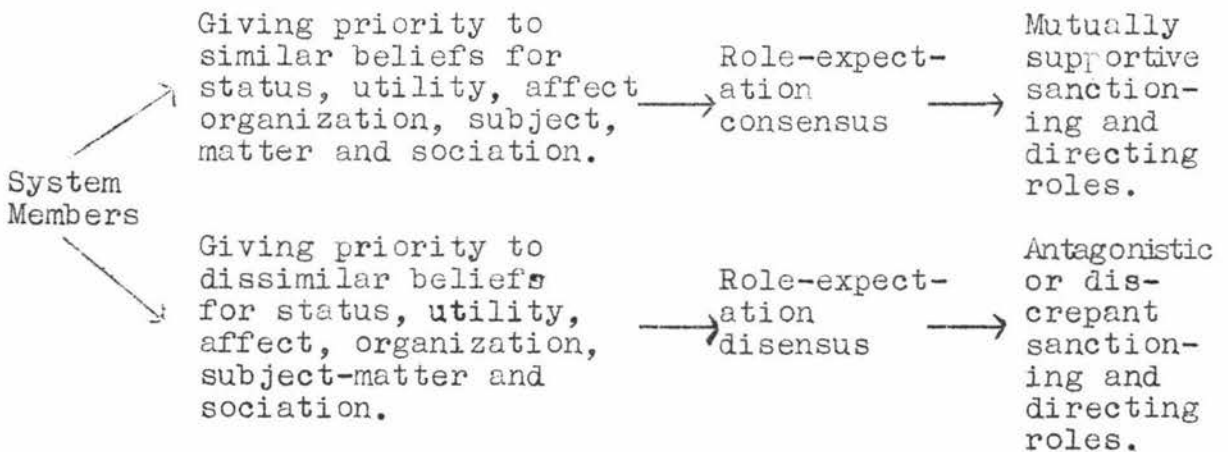 Giving priority to
similar beliefs for
status, utility, affect
organization, subject,
matter and sociation.
Role-expect-
ation
consensus
Mutually
supportive
sanction-
ing and
directing
roles.
System
Members
Giving priority to
dissimilar beliefs
for status, utility,
affect, organization,
subject-matter and
sociation.
Role-expect-
ation
disensus
Antagonistic
or dis-
crepant
sanction-
ing and
directing
roles.